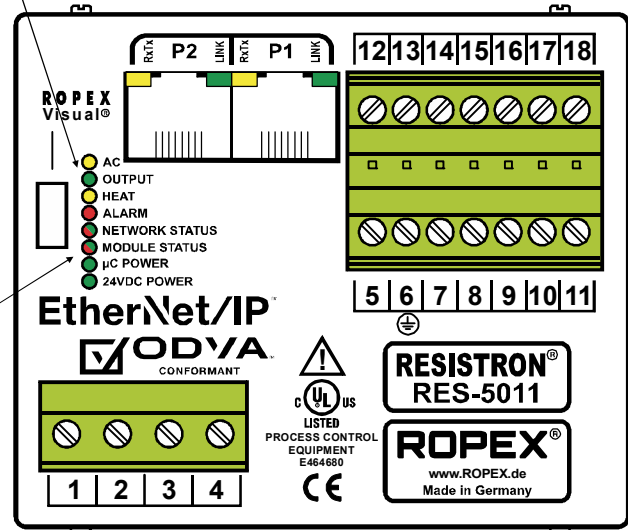 RxTx P2 LINK RxTx P1 LINK
12 13 14 15 16 17 18
ROPEX
Visual®
AC
OUTPUT
HEAT
ALARM
NETWORK STATUS
MODULE STATUS
µC POWER
24VDC POWER
5 6 7 8 9 10 11
EtherNet/IP™
ODVA™
CONFORMANT
C UL® US
LISTED
PROCESS CONTROL
EQUIPMENT
E464680
CE
RESISTRON®
RES-5011
ROPEX®
www.ROPEX.de
Made in Germany
1 2 3 4